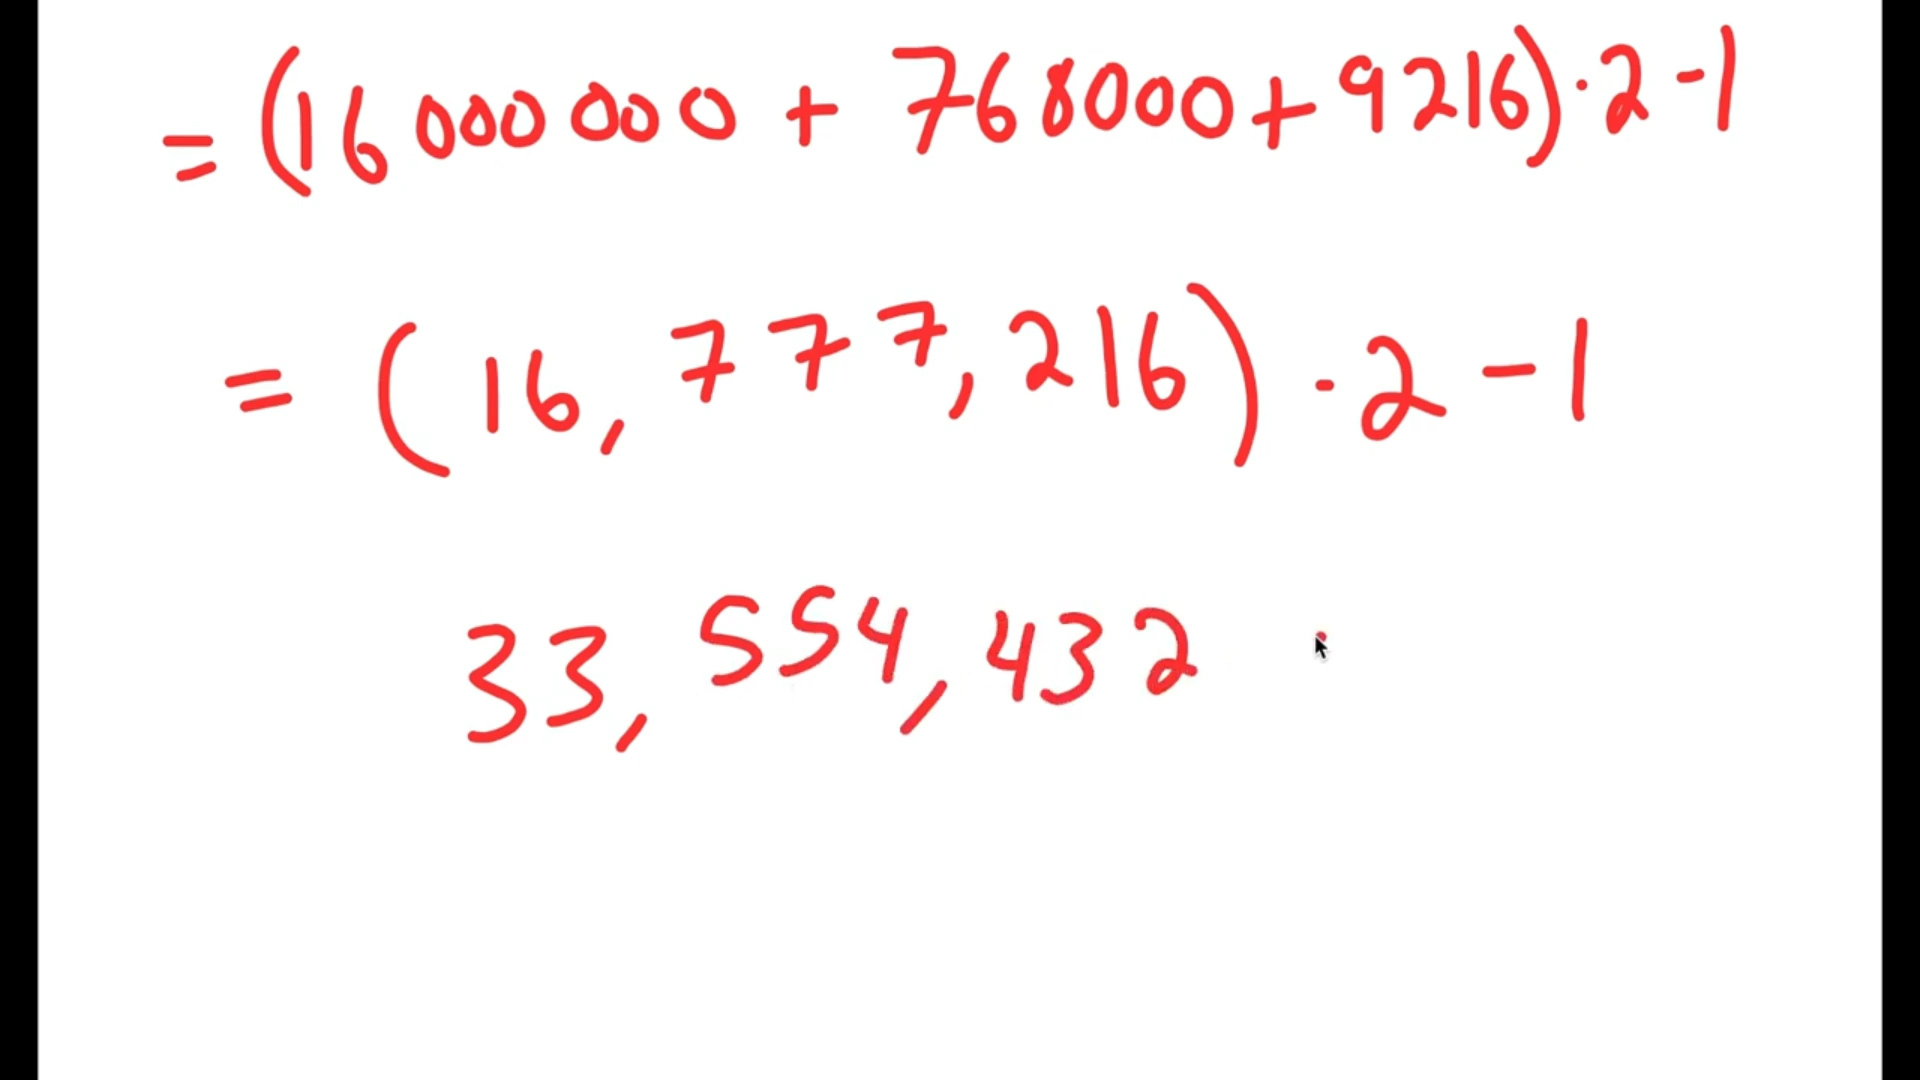 = (16000000 + 768000 + 9216) · 2 - 1
= (16,777,216) · 2 - 1
33,554,432